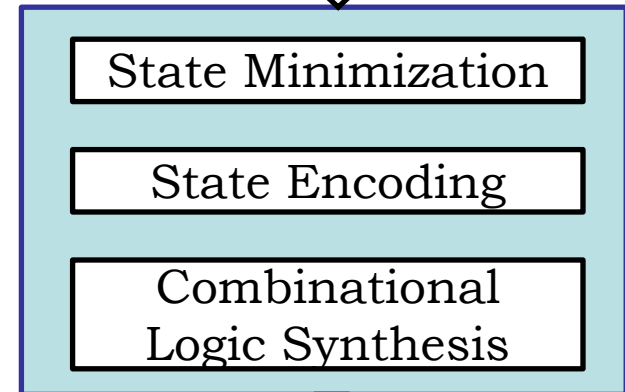 State Minimization
State Encoding
Combinational
Logic Synthesis